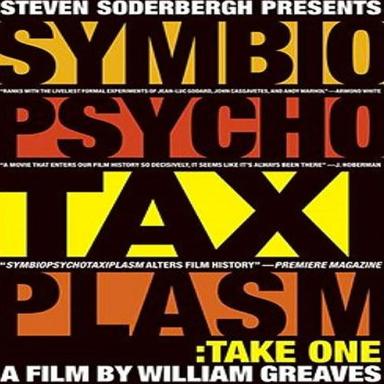 STEVEN SODERBERGH PRESENTS
SYMBIO
"RANKS WITH THE LIVELIEST FORMAL EXPERIMENTS OF JEAN-LUC GODARD, JOHN CASSAVETES, AND ANDY WARHOL" —ARMOND WHITE
PSYCHO
"A MOVIE THAT ENTERS OUR FILM HISTORY SO DECISIVELY, IT SEEMS LIKE IT'S ALWAYS BEEN THERE" —J. HOBERMAN
TAXI
"SYMBIOPSYCHOTAXIPLASM ALTERS FILM HISTORY" —PREMIERE MAGAZINE
PLASM
:TAKE ONE
A FILM BY WILLIAM GREAVES